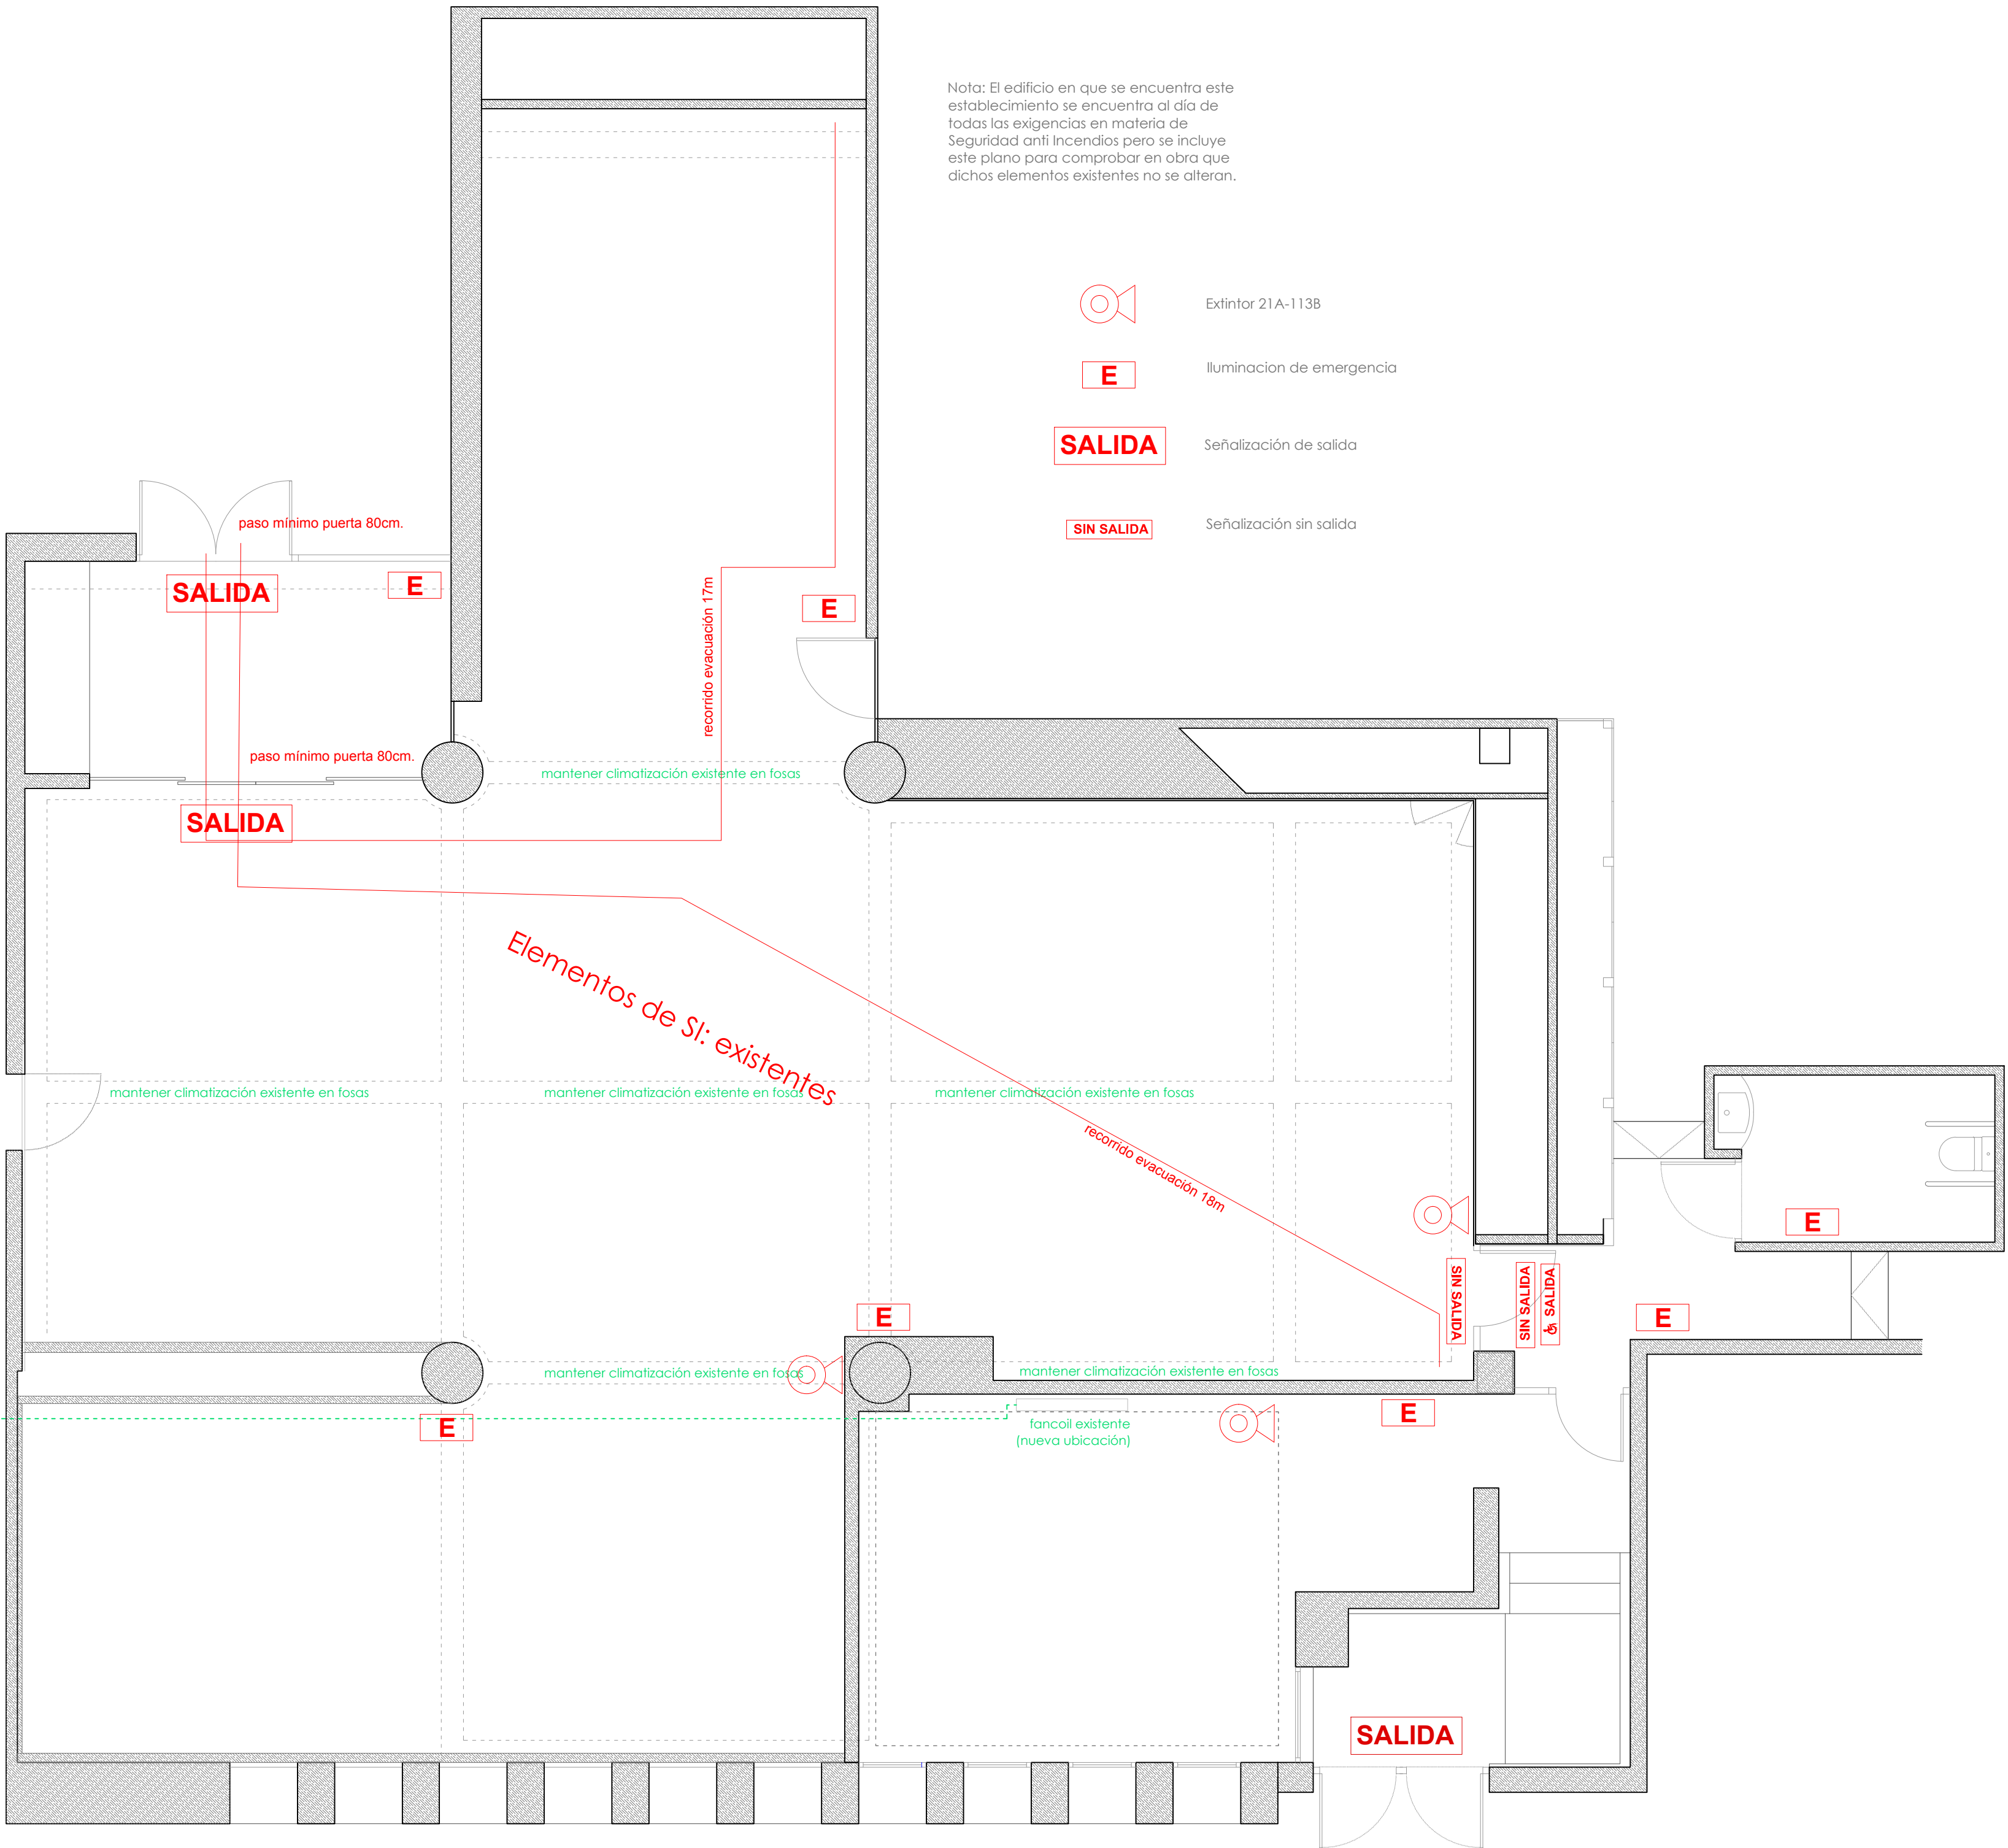 Nota: El edificio en que se encuentra este
establecimiento se encuentra al día de
todas las exigencias en materia de
Seguridad anti Incendios pero se incluye
este plano para comprobar en obra que
dichos elementos existentes no se alteran.
Extintor 21A-113B
E
Iluminacion de emergencia
SALIDA
Señalización de salida
SIN SALIDA
Señalización sin salida
paso mínimo puerta 80cm.
SALIDA
E
E
recorrido evacuación 17m
paso mínimo puerta 80cm.
mantener climatización existente en fosas
SALIDA
Elementos de SI: existentes
mantener climatización existente en fosas
mantener climatización existente en fosas
mantener climatización existente en fosas
recorrido evacuación 18m
E
SIN SALIDA
SIN SALIDA
SALIDA
E
E
mantener climatización existente en fosas
mantener climatización existente en fosas
E
fancoil existente
(nueva ubicación)
E
SALIDA